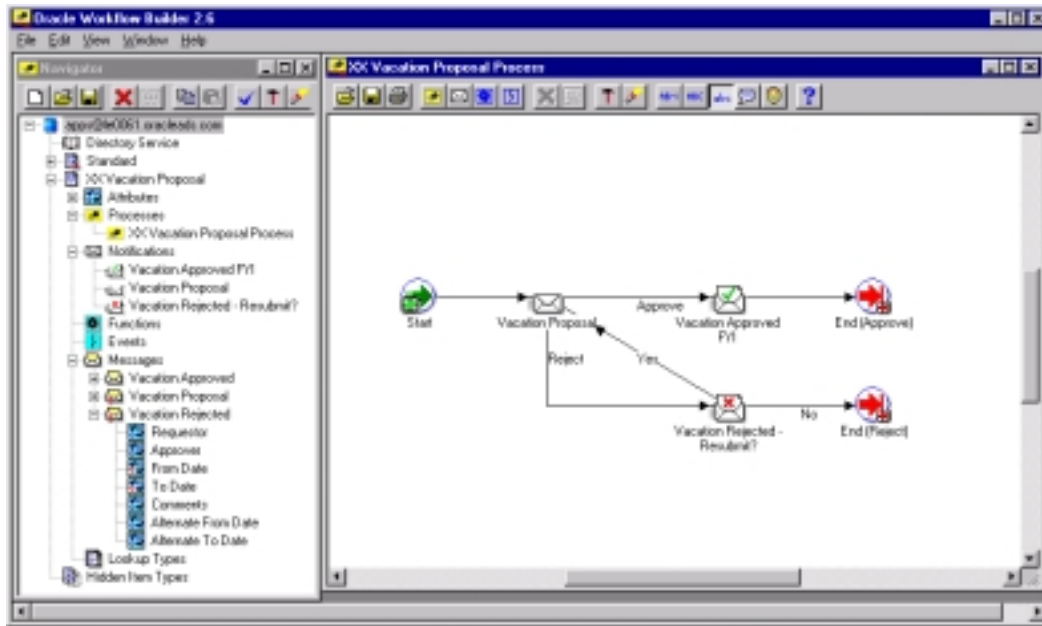 Oracle Workflow Builder 2.6
File Edit View Window Help
Navigator
Directory Service
Standard
XX Vacation Proposal
Attributes
Processes
XX Vacation Proposal Process
Notifications
Vacation Approved FYI
Vacation Proposal
Vacation Rejected - Resubmit?
Functions
Events
Messages
Vacation Approved
Vacation Proposal
Vacation Rejected
Requestor
Approver
From Date
To Date
Comments
Alternate From Date
Alternate To Date
Lookup Types
Hidden Item Types
XX Vacation Proposal Process
Start
Vacation Proposal
Approve
Vacation Approved
FYI
End (Approve)
Reject
Yes
Vacation Rejected -
Resubmit?
No
End (Reject)